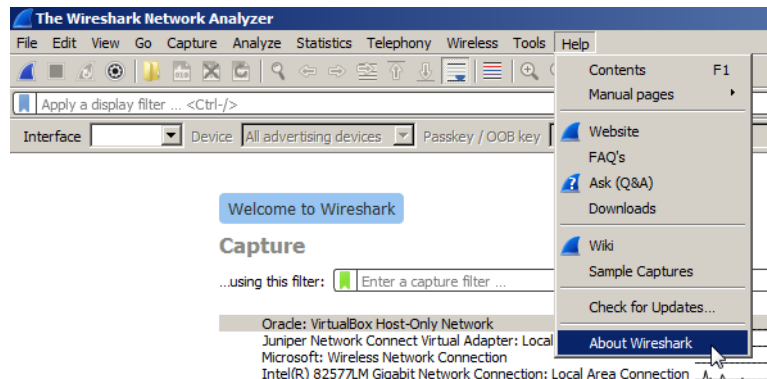 The Wireshark Network Analyzer
File Edit View Go Capture Analyze Statistics Telephony Wireless Tools Help
Contents F1
Manual pages
Apply a display filter ... <Ctrl-/>
Interface Device All advertising devices Passkey / OOB key
Website
FAQ's
Ask (Q&A)
Downloads
Wiki
Sample Captures
Check for Updates...
About Wireshark
Welcome to Wireshark
Capture
...using this filter: Enter a capture filter ...
Oracle: VirtualBox Host-Only Network
Juniper Network Connect Virtual Adapter: Local
Microsoft: Wireless Network Connection
Intel(R) 82577LM Gigabit Network Connection: Local Area Connection